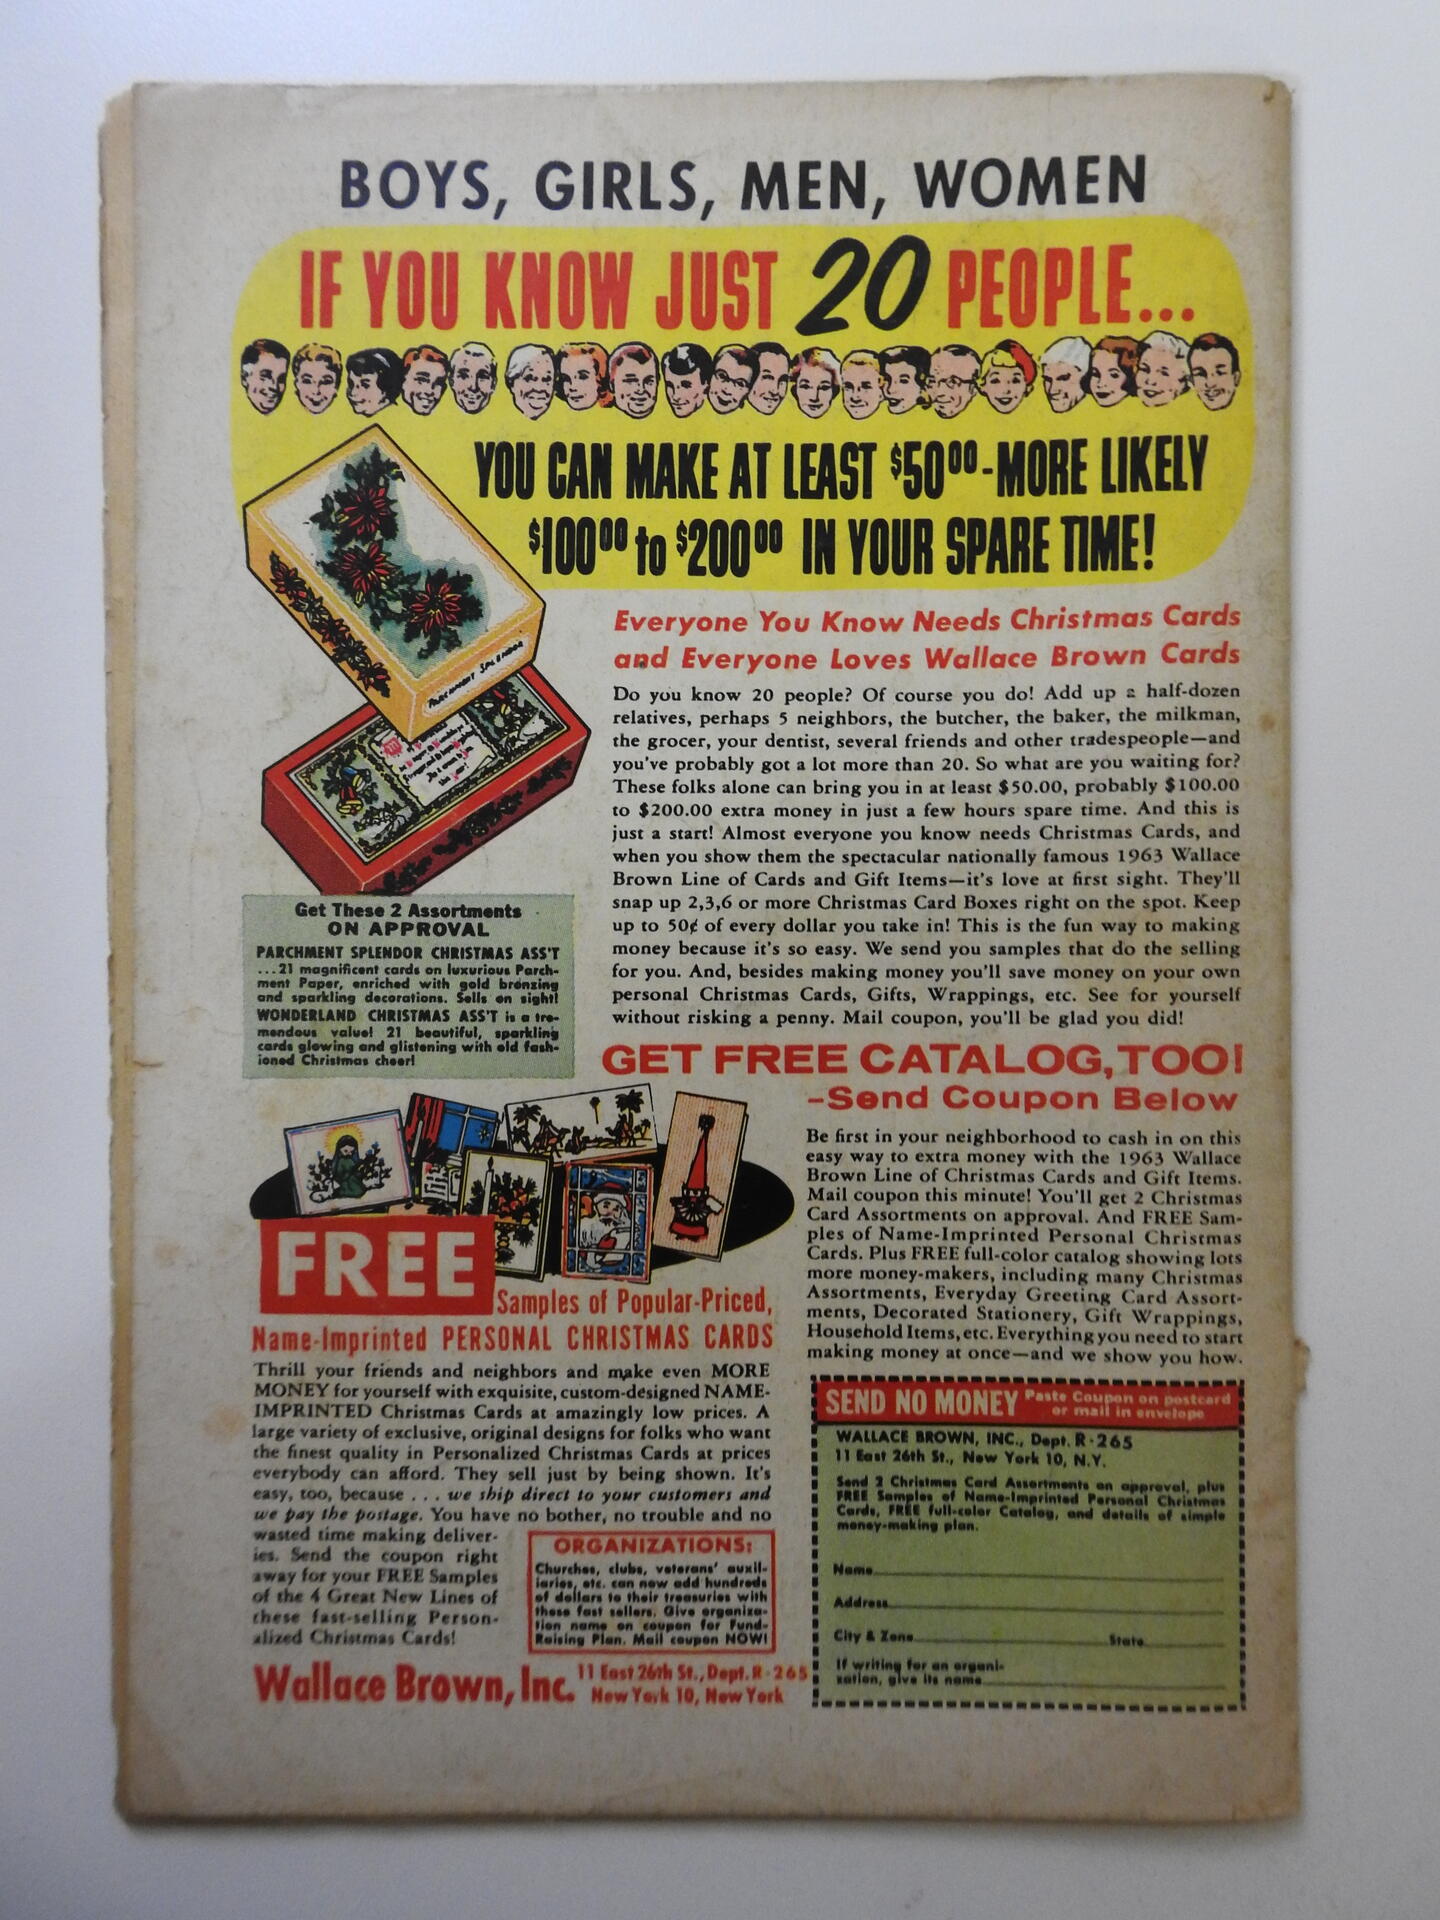 BOYS, GIRLS, MEN, WOMEN
IF YOU KNOW JUST 20 PEOPLE...
YOU CAN MAKE AT LEAST $50⁰⁰-MORE LIKELY
$100⁰⁰ to $200⁰⁰ IN YOUR SPARE TIME!
PARCHMENT SPLENDOR
Everyone You Know Needs Christmas Cards
and Everyone Loves Wallace Brown Cards
Do you know 20 people? Of course you do! Add up a half-dozen
relatives, perhaps 5 neighbors, the butcher, the baker, the milkman,
the grocer, your dentist, several friends and other tradespeople—and
you've probably got a lot more than 20. So what are you waiting for?
These folks alone can bring you in at least $50.00, probably $100.00
to $200.00 extra money in just a few hours spare time. And this is
just a start! Almost everyone you know needs Christmas Cards, and
when you show them the spectacular nationally famous 1963 Wallace
Brown Line of Cards and Gift Items—it's love at first sight. They'll
snap up 2,3,6 or more Christmas Card Boxes right on the spot. Keep
up to 50¢ of every dollar you take in! This is the fun way to making
money because it's so easy. We send you samples that do the selling
for you. And, besides making money you'll save money on your own
personal Christmas Cards, Gifts, Wrappings, etc. See for yourself
without risking a penny. Mail coupon, you'll be glad you did!
Get These 2 Assortments
ON APPROVAL
PARCHMENT SPLENDOR CHRISTMAS ASS'T
...21 magnificent cards on luxurious Parch-
ment Paper, enriched with gold bronzing
and sparkling decorations. Sells on sight!
WONDERLAND CHRISTMAS ASS'T is a tre-
mendous value! 21 beautiful, sparkling
cards glowing and glistening with old fash-
ioned Christmas cheer!
GET FREE CATALOG, TOO!
-Send Coupon Below
Be first in your neighborhood to cash in on this
easy way to extra money with the 1963 Wallace
Brown Line of Christmas Cards and Gift Items.
Mail coupon this minute! You'll get 2 Christmas
Card Assortments on approval. And FREE Sam-
ples of Name-Imprinted Personal Christmas
Cards. Plus FREE full-color catalog showing lots
more money-makers, including many Christmas
Assortments, Everyday Greeting Card Assort-
ments, Decorated Stationery, Gift Wrappings,
Household Items, etc. Everything you need to start
making money at once—and we show you how.
FREE
Samples of Popular-Priced,
Name-Imprinted PERSONAL CHRISTMAS CARDS
Thrill your friends and neighbors and make even MORE
MONEY for yourself with exquisite, custom-designed NAME-
IMPRINTED Christmas Cards at amazingly low prices. A
large variety of exclusive, original designs for folks who want
the finest quality in Personalized Christmas Cards at prices
everybody can afford. They sell just by being shown. It's
easy, too, because . . . we ship direct to your customers and
we pay the postage. You have no bother, no trouble and no
wasted time making deliver-
ies. Send the coupon right
away for your FREE Samples
of the 4 Great New Lines of
these fast-selling Person-
alized Christmas Cards!
ORGANIZATIONS:
Churches, clubs, veterans' auxil-
iaries, etc. can now add hundreds
of dollars to their treasuries with
these fast sellers. Give organiza-
tion name on coupon for Fund-
Raising Plan. Mail coupon NOW!
Wallace Brown, Inc. 11 East 26th St., Dept. R-265
New York 10, New York
SEND NO MONEY Paste Coupon on postcard
or mail in envelope
WALLACE BROWN, INC., Dept. R-265
11 East 26th St., New York 10, N.Y.
Send 2 Christmas Card Assortments on approval, plus
FREE Samples of Name-Imprinted Personal Christmas
Cards, FREE full-color Catalog, and details of simple
money-making plan.
Name
Address
City & Zone State
If writing for an organi-
zation, give its name